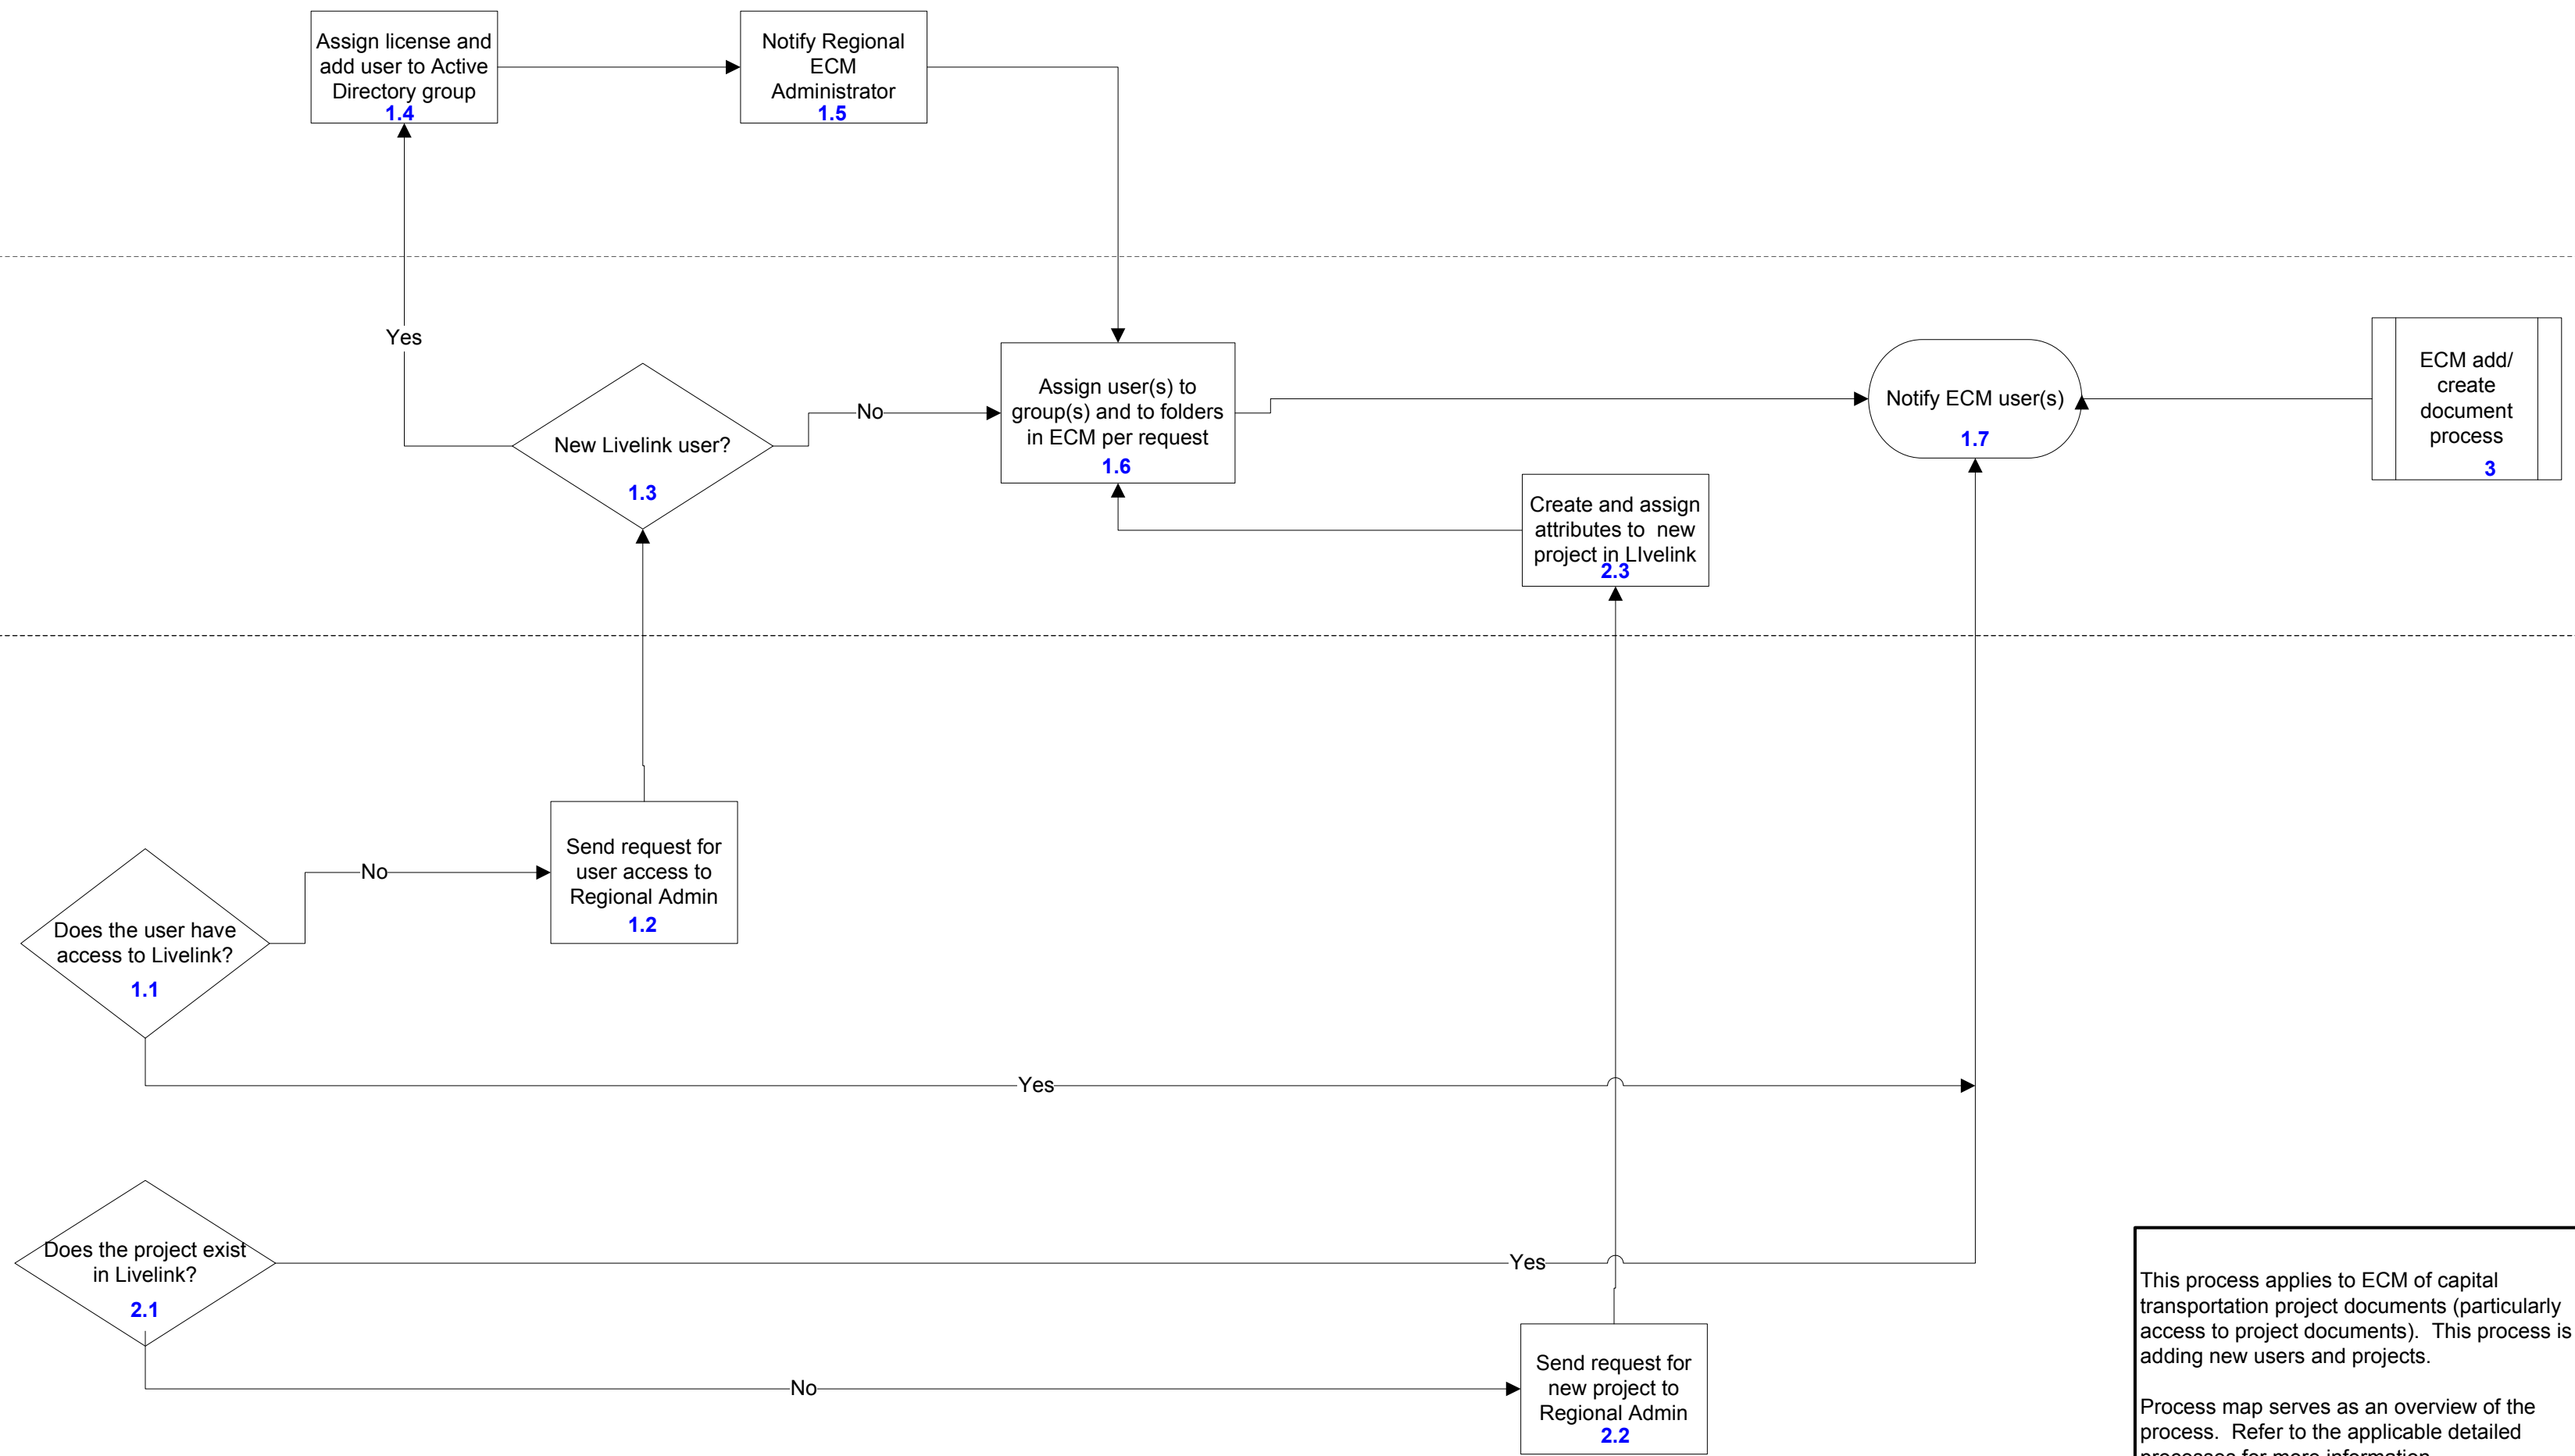 Assign license and
add user to Active
Directory group
1.4
Notify Regional
ECM
Administrator
1.5
Yes
New Livelink user?
1.3
No
Assign user(s) to
group(s) and to folders
in ECM per request
1.6
Notify ECM user(s)
1.7
ECM add/
create
document
process
3
Create and assign
attributes to  new
project in LIvelink
2.3
Does the user have
access to Livelink?
1.1
No
Send request for
user access to
Regional Admin
1.2
Yes
Does the project exist
in Livelink?
2.1
Yes
No
Send request for
new project to
Regional Admin
2.2
This process applies to ECM of capital
transportation project documents (particularly
access to project documents).  This process is
adding new users and projects.
Process map serves as an overview of the
process.  Refer to the applicable detailed
processes for more information